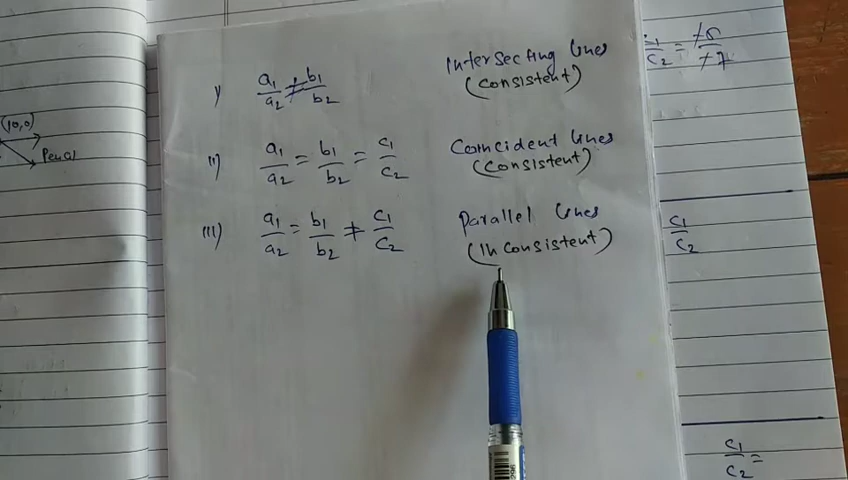 i) a1/a2 ≠ b1/b2 Intersecting lines
(Consistent)
ii) a1/a2 = b1/b2 = c1/c2 Coincident lines
(Consistent)
iii) a1/a2 = b1/b2 ≠ c1/c2 Parallel lines
(Inconsistent)
(10,0)
Pencil
c1/c2 =
c1/c2
c1/c2 =